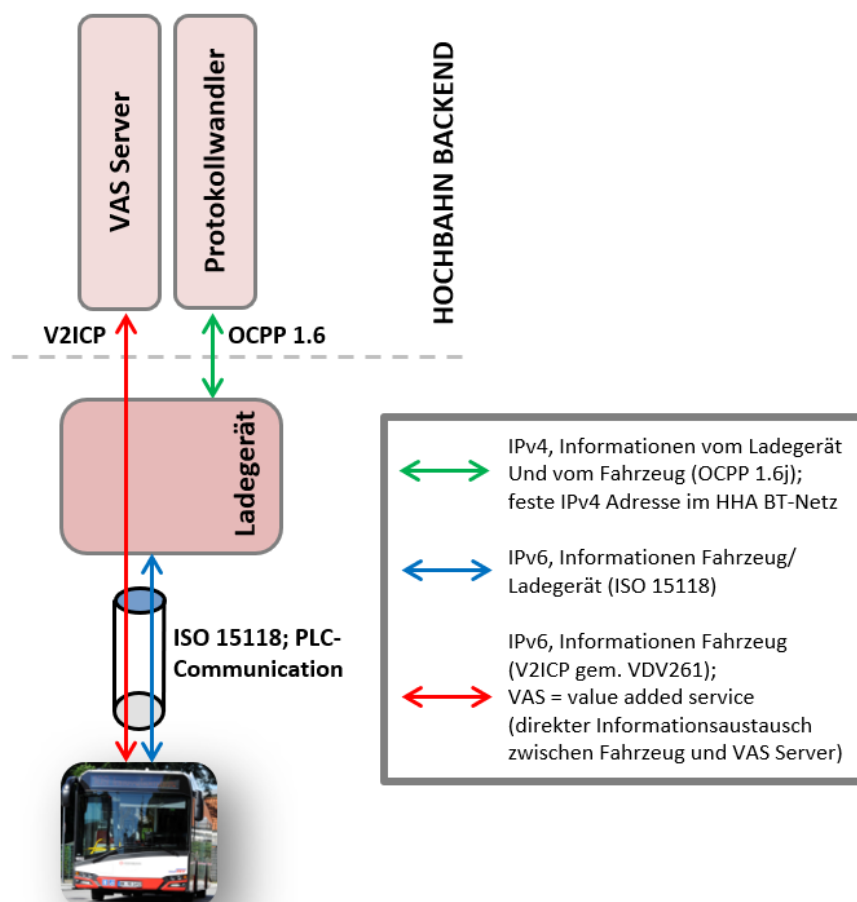 VAS Server
Protokollwandler
HOCHBAHN BACKEND
V2ICP
OCPP 1.6
Ladegerät
ISO 15118; PLC-
Communication
IPv4, Informationen vom Ladegerät
Und vom Fahrzeug (OCPP 1.6j);
feste IPv4 Adresse im HHA BT-Netz
IPv6, Informationen Fahrzeug/
Ladegerät (ISO 15118)
IPv6, Informationen Fahrzeug
(V2ICP gem. VDV261);
VAS = value added service
(direkter Informationsaustausch
zwischen Fahrzeug und VAS Server)